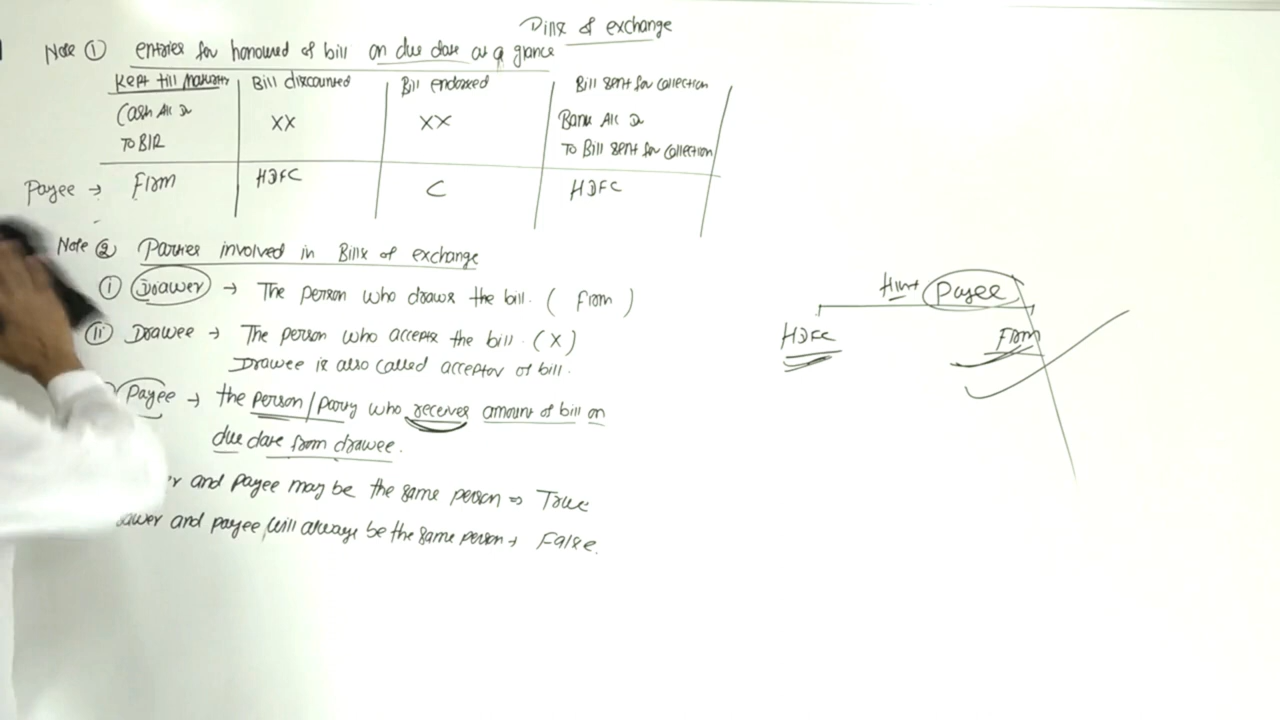 Bills of exchange
Note ① entries for honoured of bill on due date at a glance
Kept till maturity Bill discounted Bill endorsed Bill sent for collection
Cash A/c Dr XX XX Bank A/c Dr
To B/R To Bill sent for collection
Payee → Firm HDFC C HDFC
Note ② Parties involved in Bills of exchange
① Drawer → The person who draws the bill. ( Firm )
ii Drawee → The person who accepts the bill. (X)
Drawee is also called acceptor of bill.
Payee → the person/party who receives amount of bill on
due date from drawee.
and payee may be the same person ⇒ True
and payee will always be the same person → False.
Hint Payee
HDFC Firm